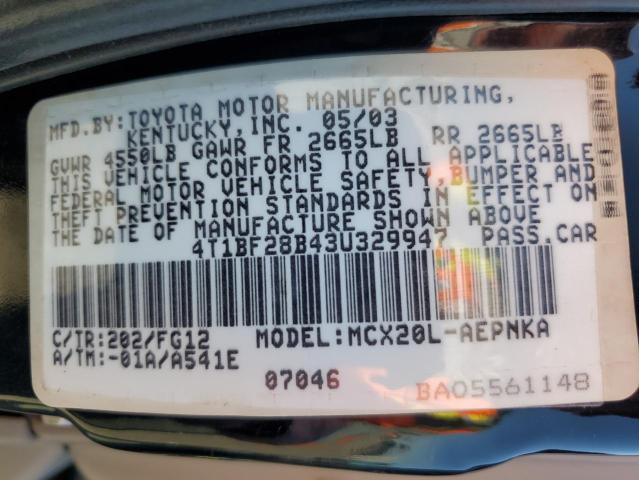 MFD.BY:TOYOTA MOTOR MANUFACTURING,
KENTUCKY,INC. 05/03
GVWR 4550LB GAWR FR 2665LB RR 2665LB
THIS VEHICLE CONFORMS TO ALL APPLICABLE
FEDERAL MOTOR VEHICLE SAFETY,BUMPER AND
THEFT PREVENTION STANDARDS IN EFFECT ON
THE DATE OF MANUFACTURE SHOWN ABOVE
4T1BF28B43U329947 PASS.CAR
C/TR:202/FG12 MODEL:MCX20L-AEPNKA
A/TM:-01A/A541E
07046 BA05561148